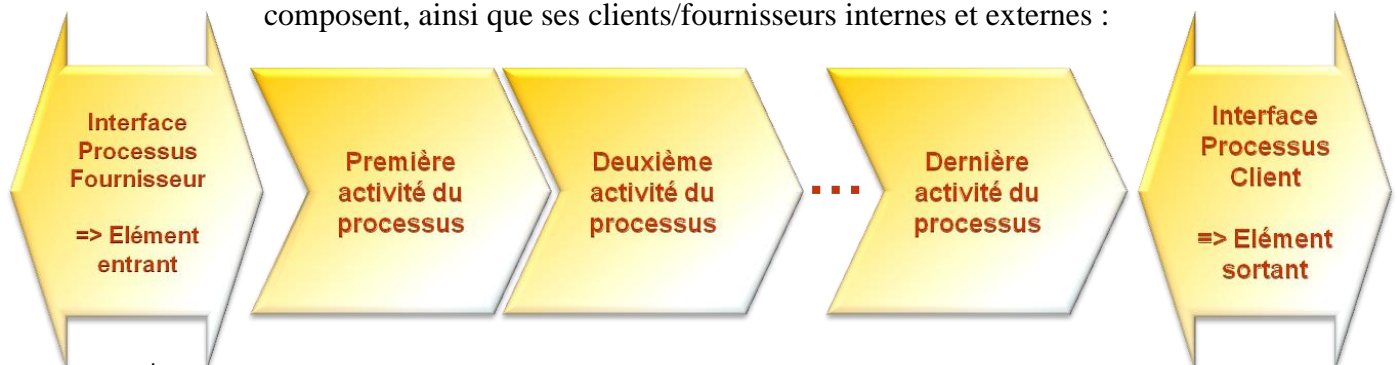 composent, ainsi que ses clients/fournisseurs internes et externes :
Interface
Processus
Fournisseur
=> Elément
entrant
Première
activité du
processus
Deuxième
activité du
processus
...
Dernière
activité du
processus
Interface
Processus
Client
=> Elément
sortant